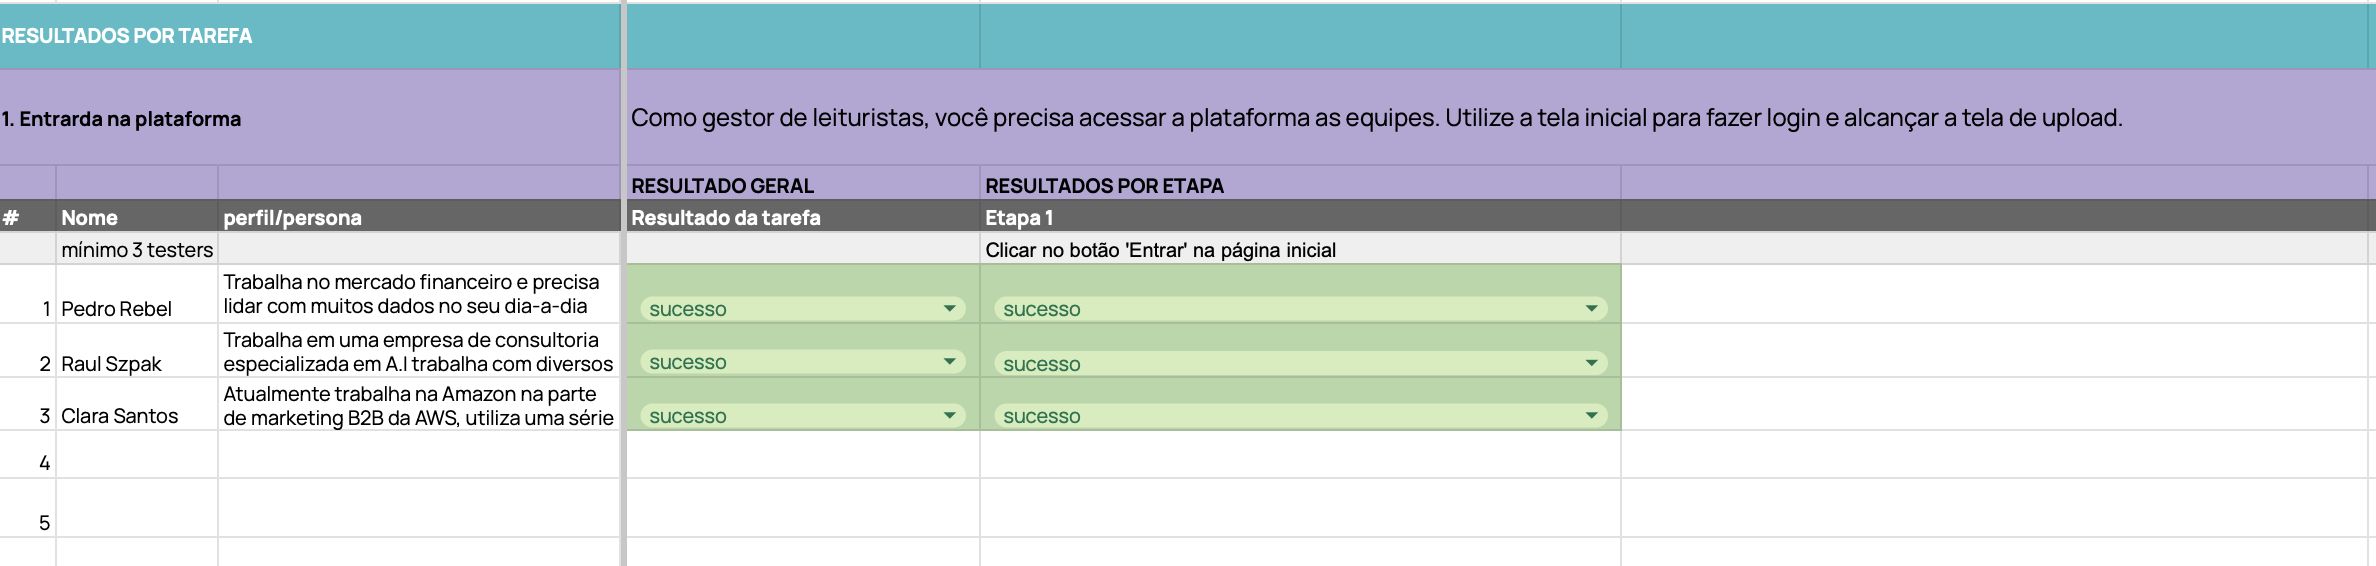 RESULTADOS POR TAREFA
1. Entrarda na plataforma
Como gestor de leituristas, você precisa acessar a plataforma as equipes. Utilize a tela inicial para fazer login e alcançar a tela de upload.
RESULTADO GERAL RESULTADOS POR ETAPA
# Nome perfil/persona Resultado da tarefa Etapa 1
mínimo 3 testers Clicar no botão 'Entrar' na página inicial
Trabalha no mercado financeiro e precisa
1 Pedro Rebel lidar com muitos dados no seu dia-a-dia sucesso sucesso
Trabalha em uma empresa de consultoria
2 Raul Szpak especializada em A.I trabalha com diversos sucesso sucesso
Atualmente trabalha na Amazon na parte
3 Clara Santos de marketing B2B da AWS, utiliza uma série sucesso sucesso
4
5